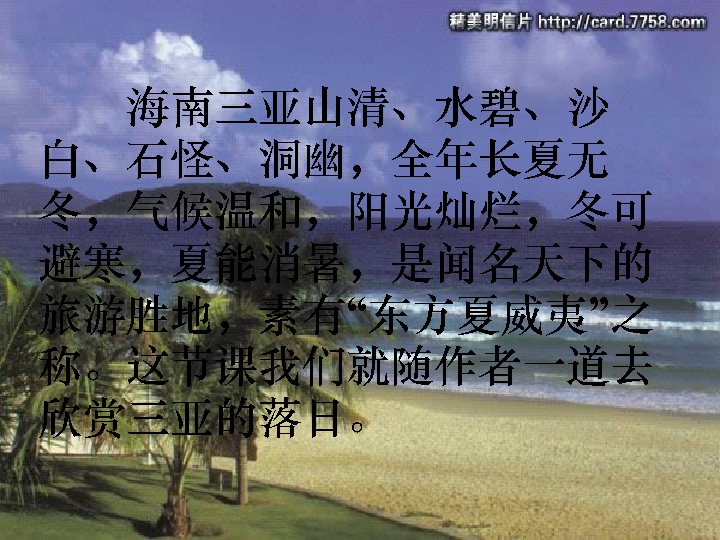 精美明信片 http://card.7758.com
海南三亚山清、水碧、沙
白、石怪、洞幽，全年长夏无
冬，气候温和，阳光灿烂，冬可
避寒，夏能消暑，是闻名天下的
旅游胜地，素有“东方夏威夷”之
称。这节课我们就随作者一道去
欣赏三亚的落日。